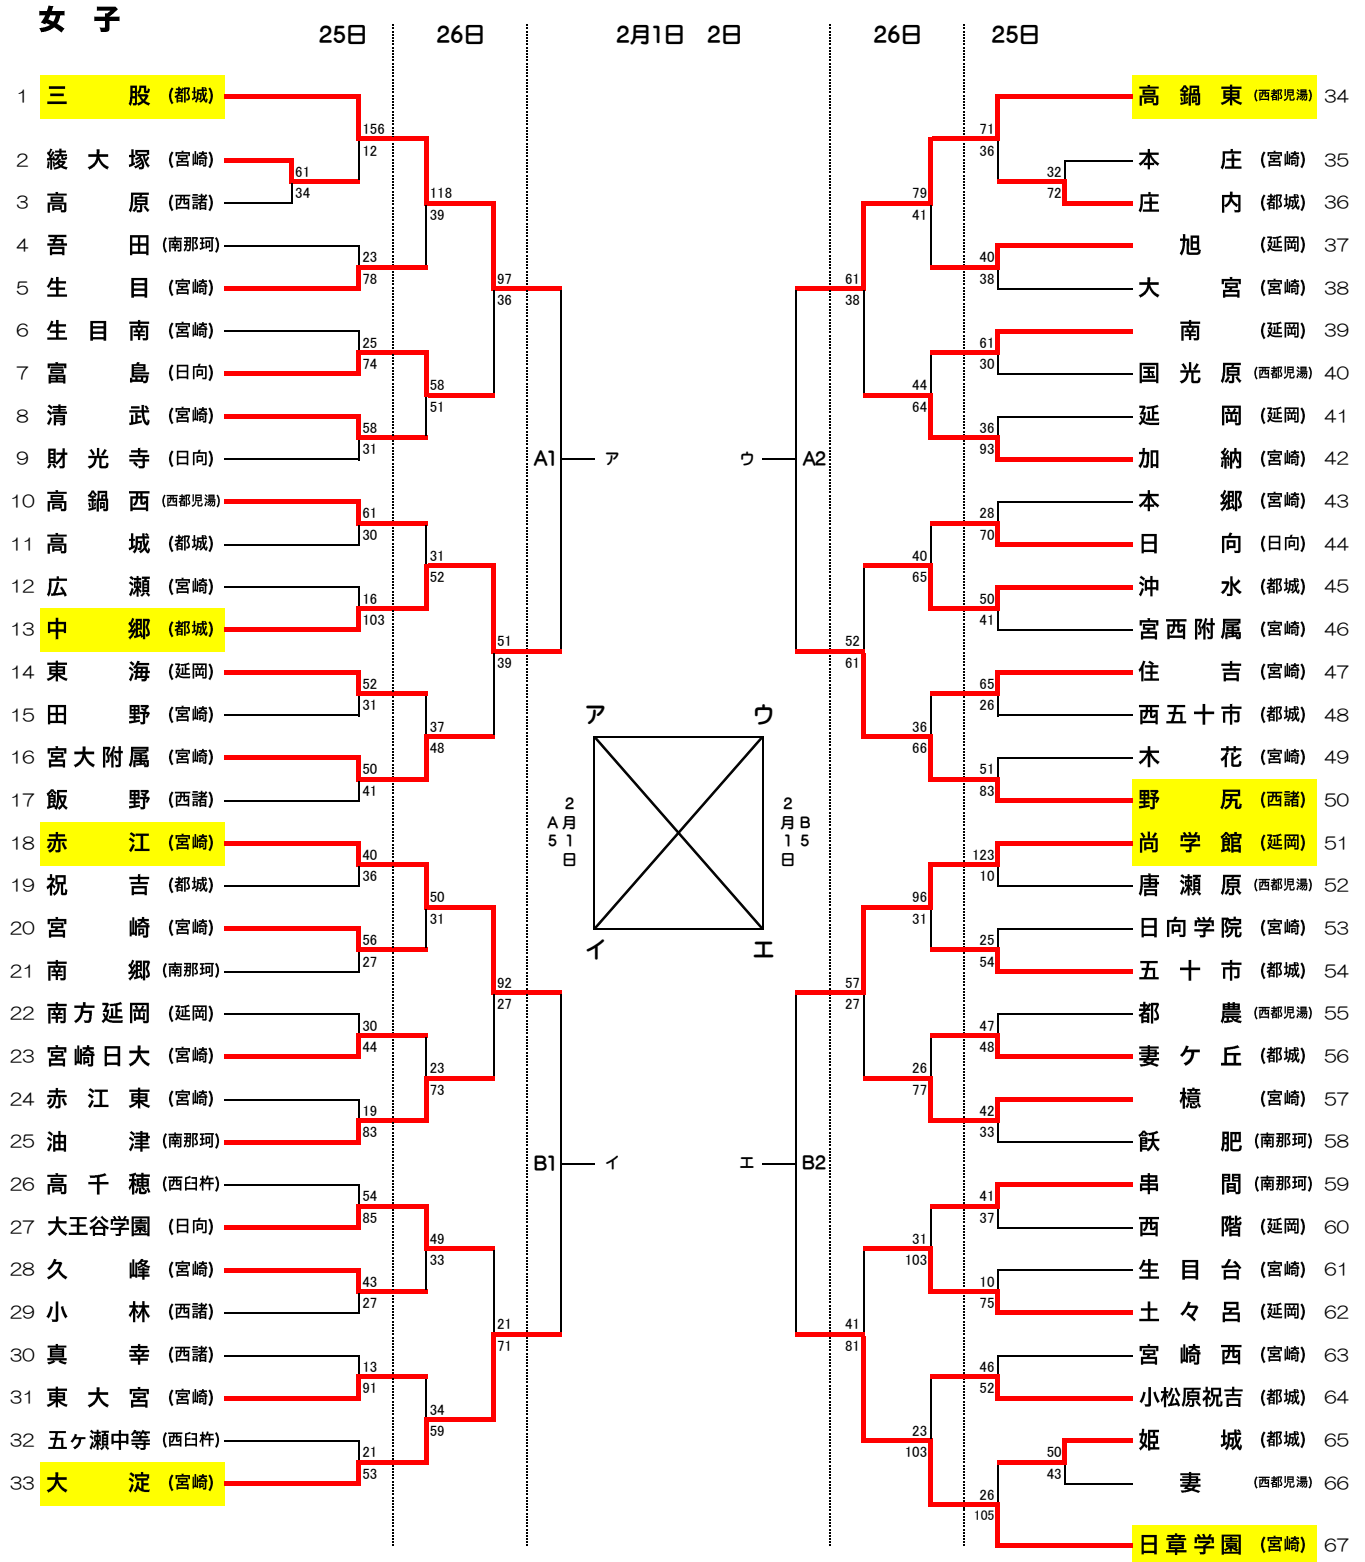 女 子
25日 26日 2月1日 2日 26日 25日
1 三 股 (都城)
2 綾 大 塚 (宮崎)
3 高 原 (西諸)
4 吾 田 (南那珂)
5 生 目 (宮崎)
6 生 目 南 (宮崎)
7 富 島 (日向)
8 清 武 (宮崎)
9 財 光 寺 (日向)
10 高 鍋 西 (西都児湯)
11 高 城 (都城)
12 広 瀬 (宮崎)
13 中 郷 (都城)
14 東 海 (延岡)
15 田 野 (宮崎)
16 宮 大 附 属 (宮崎)
17 飯 野 (西諸)
18 赤 江 (宮崎)
19 祝 吉 (都城)
20 宮 崎 (宮崎)
21 南 郷 (南那珂)
22 南 方 延 岡 (延岡)
23 宮 崎 日 大 (宮崎)
24 赤 江 東 (宮崎)
25 油 津 (南那珂)
26 高 千 穂 (西臼杵)
27 大王谷学園 (日向)
28 久 峰 (宮崎)
29 小 林 (西諸)
30 真 幸 (西諸)
31 東 大 宮 (宮崎)
32 五ヶ瀬中等 (西臼杵)
33 大 淀 (宮崎)
61
34
156
12
23
78
25
74
58
31
61
30
16
103
52
31
50
41
40
36
56
27
30
44
19
83
54
85
43
27
13
91
21
53
118
39
58
51
31
52
37
48
50
31
23
73
49
33
34
59
97
36
51
39
92
27
21
71
A1 ア
B1 イ
ア ウ
2月1日
A5
2月1日
B5
イ エ
ウ A2
エ B2
61
38
52
61
57
27
41
81
79
41
44
64
40
65
36
66
96
31
26
77
31
103
23
103
71
36
40
38
61
30
36
93
28
70
50
41
65
26
51
83
123
10
25
54
47
48
42
33
41
37
10
75
46
52
26
105
32
72
50
43
高 鍋 東 (西都児湯) 34
本 庄 (宮崎) 35
庄 内 (都城) 36
旭 (延岡) 37
大 宮 (宮崎) 38
南 (延岡) 39
国 光 原 (西都児湯) 40
延 岡 (延岡) 41
加 納 (宮崎) 42
本 郷 (宮崎) 43
日 向 (日向) 44
沖 水 (都城) 45
宮 西 附 属 (宮崎) 46
住 吉 (宮崎) 47
西 五 十 市 (都城) 48
木 花 (宮崎) 49
野 尻 (西諸) 50
尚 学 館 (延岡) 51
唐 瀬 原 (西都児湯) 52
日 向 学 院 (宮崎) 53
五 十 市 (都城) 54
都 農 (西都児湯) 55
妻 ケ 丘 (都城) 56
檍 (宮崎) 57
飫 肥 (南那珂) 58
串 間 (南那珂) 59
西 階 (延岡) 60
生 目 台 (宮崎) 61
土 々 呂 (延岡) 62
宮 崎 西 (宮崎) 63
小松原祝吉 (都城) 64
姫 城 (都城) 65
妻 (西都児湯) 66
日 章 学 園 (宮崎) 67